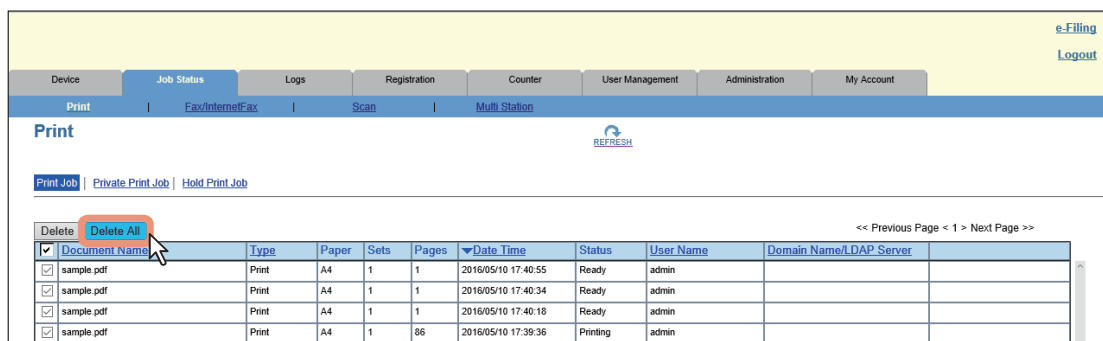 e-Filing
Logout
Device Job Status Logs Registration Counter User Management Administration My Account
Print | Fax/InternetFax | Scan | Multi Station
Print
REFRESH
Print Job | Private Print Job | Hold Print Job
Delete Delete All << Previous Page < 1 > Next Page >>
Document Name Type Paper Sets Pages Date Time Status User Name Domain Name/LDAP Server
sample.pdf Print A4 1 1 2016/05/10 17:40:55 Ready admin
sample.pdf Print A4 1 1 2016/05/10 17:40:34 Ready admin
sample.pdf Print A4 1 1 2016/05/10 17:40:18 Ready admin
sample.pdf Print A4 1 86 2016/05/10 17:39:36 Printing admin